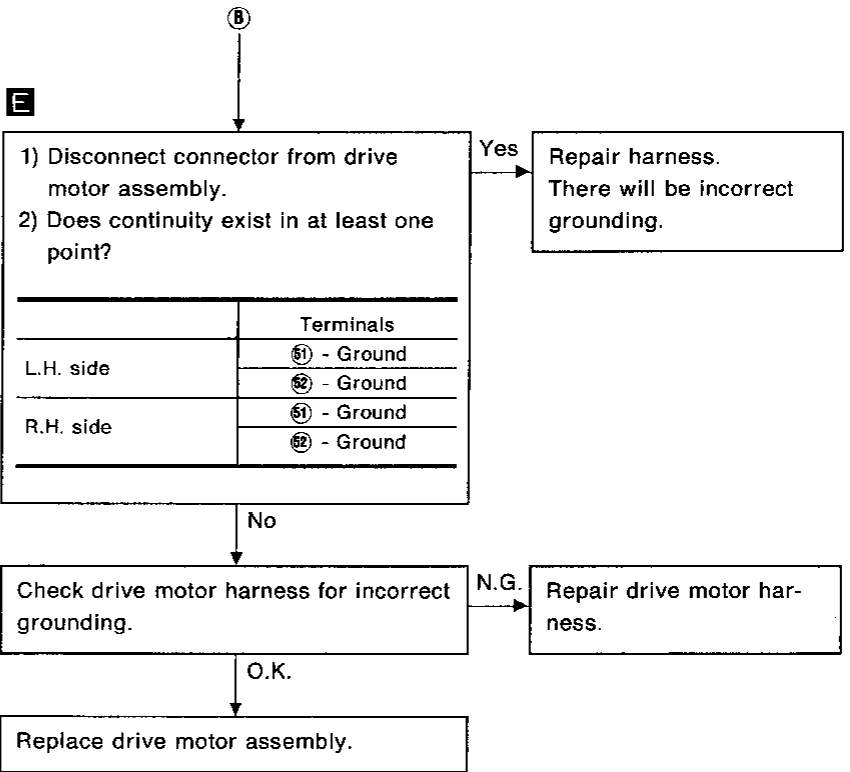 Ⓑ
E
1) Disconnect connector from drive
motor assembly.
2) Does continuity exist in at least one
point?
Terminals
L.H. side
㊿① - Ground
52 - Ground
R.H. side
51 - Ground
52 - Ground
Yes
Repair harness.
There will be incorrect
grounding.
No
Check drive motor harness for incorrect
grounding.
N.G.
Repair drive motor har-
ness.
O.K.
Replace drive motor assembly.